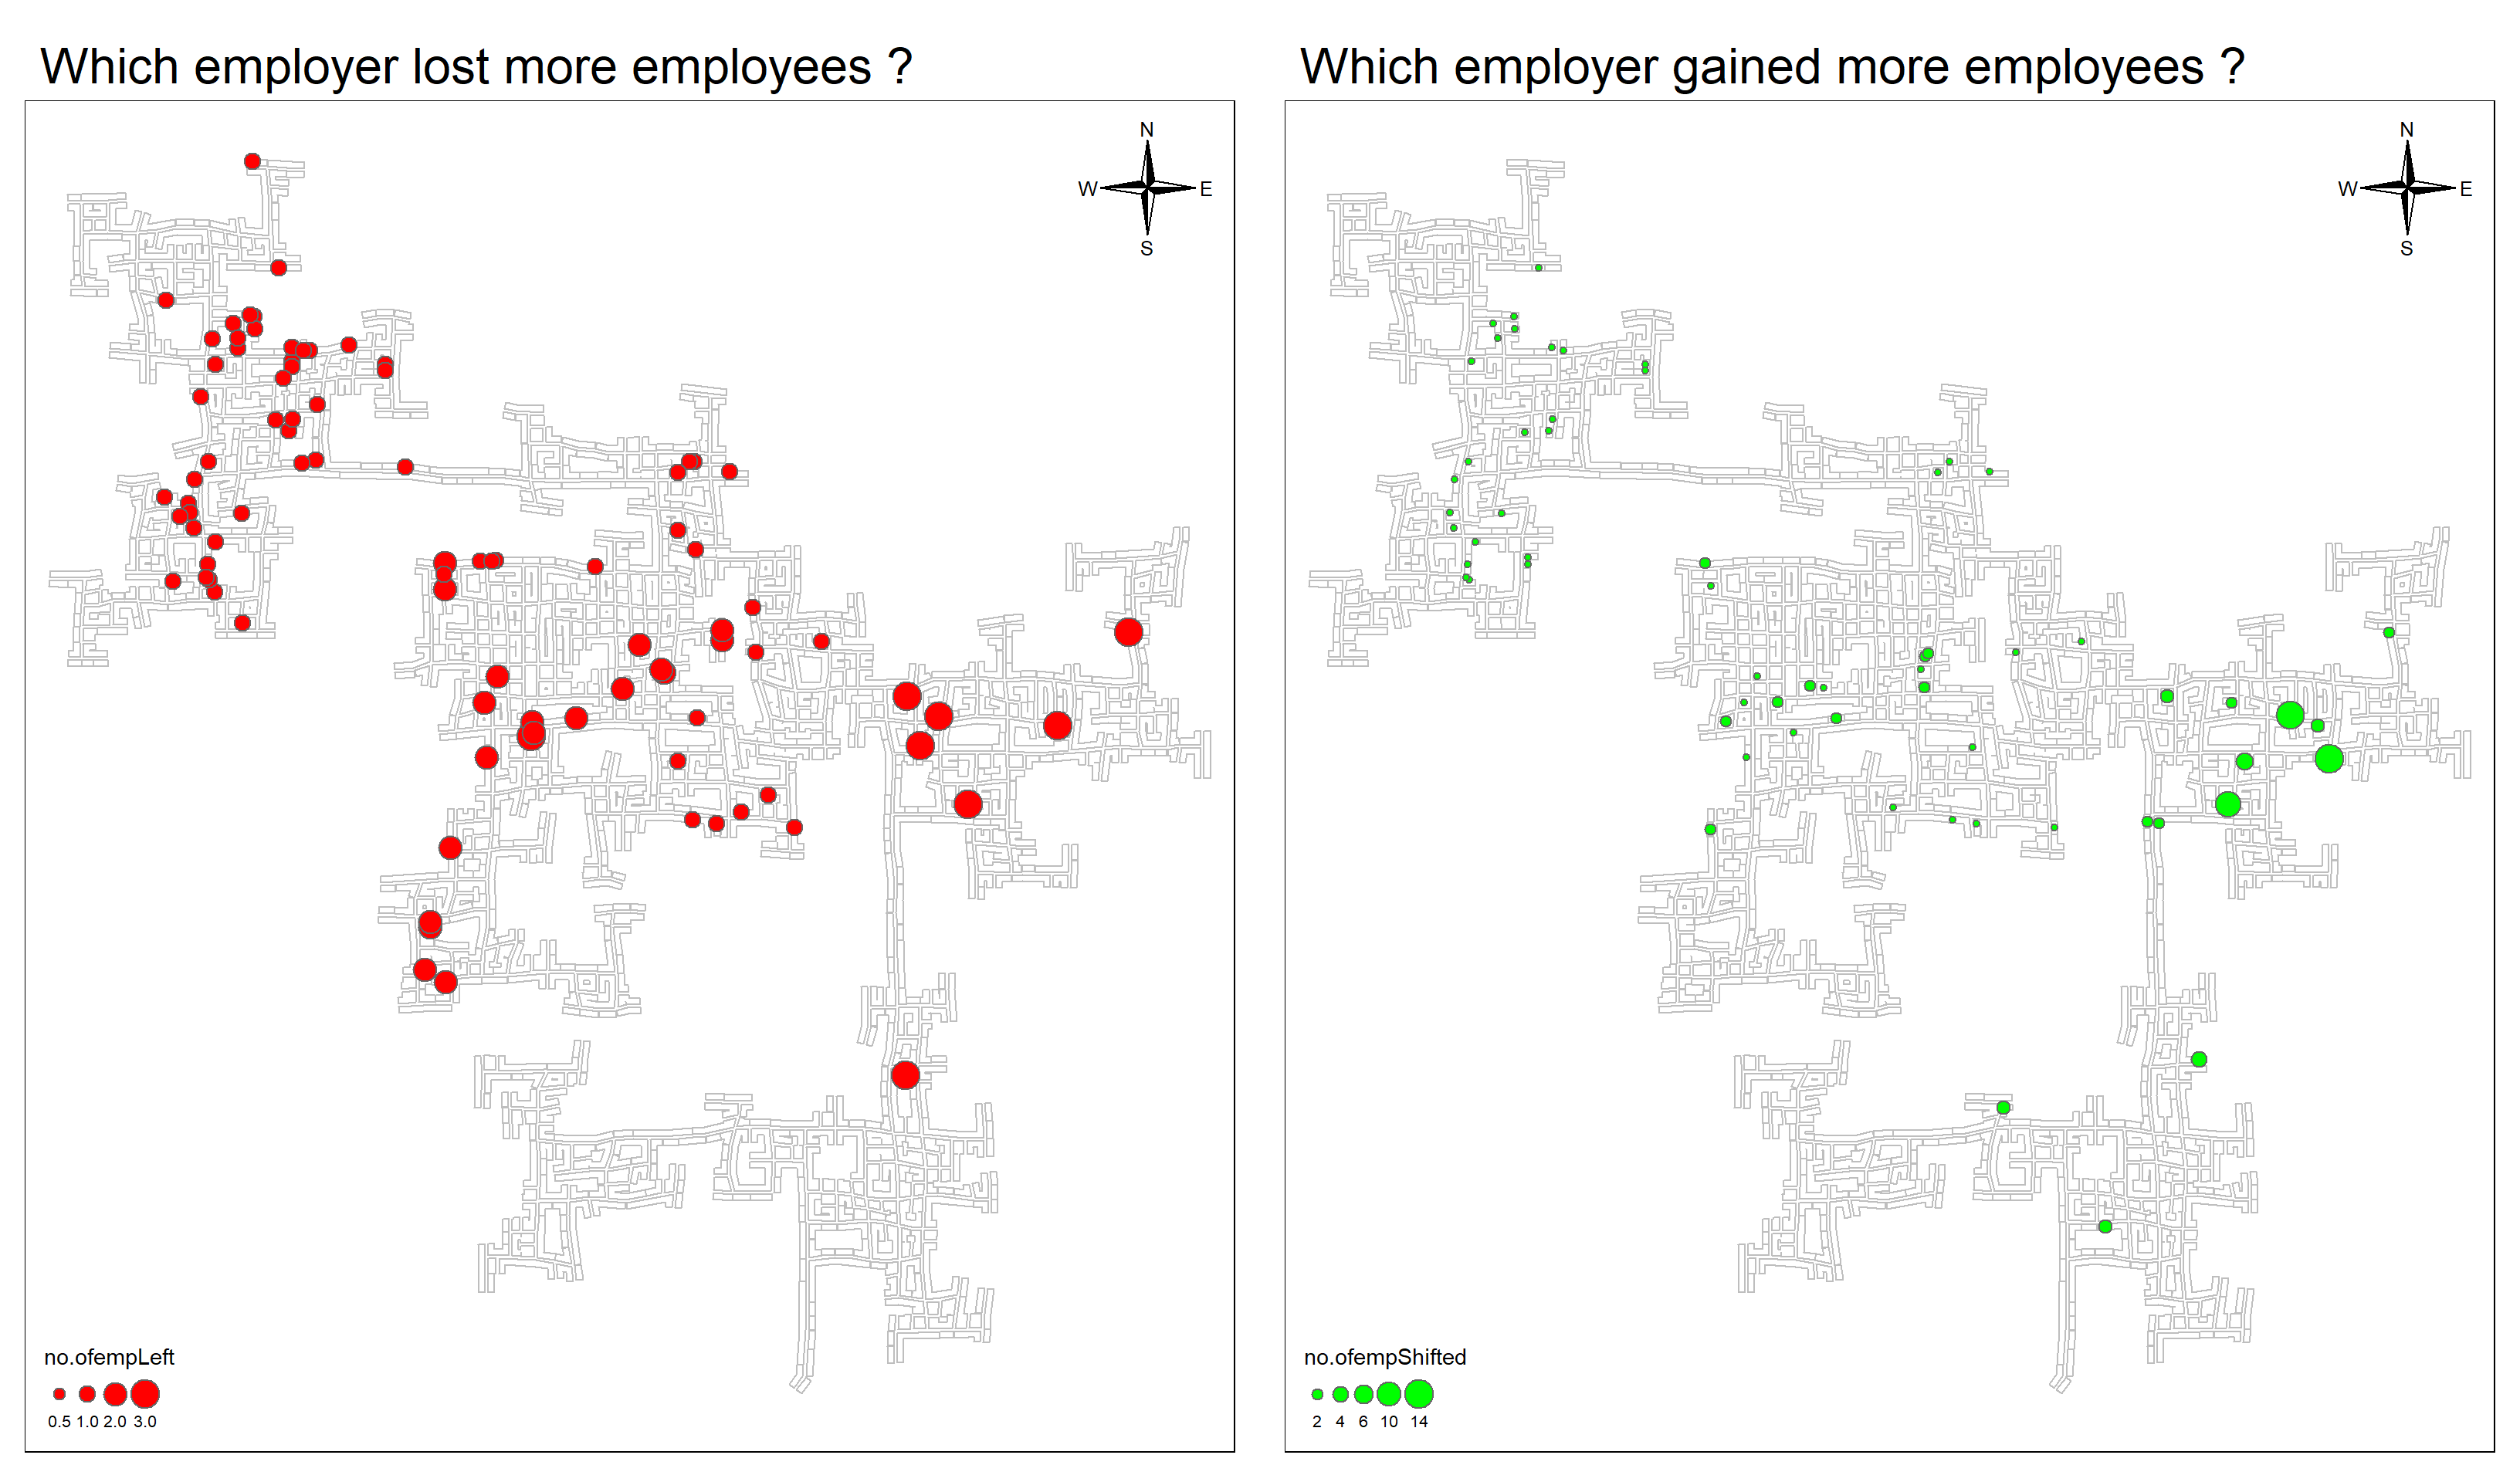 Which employer lost more employees ?
N
W E
S
no.ofempLeft
0.5 1.0 2.0 3.0
Which employer gained more employees ?
N
W E
S
no.ofempShifted
2 4 6 10 14